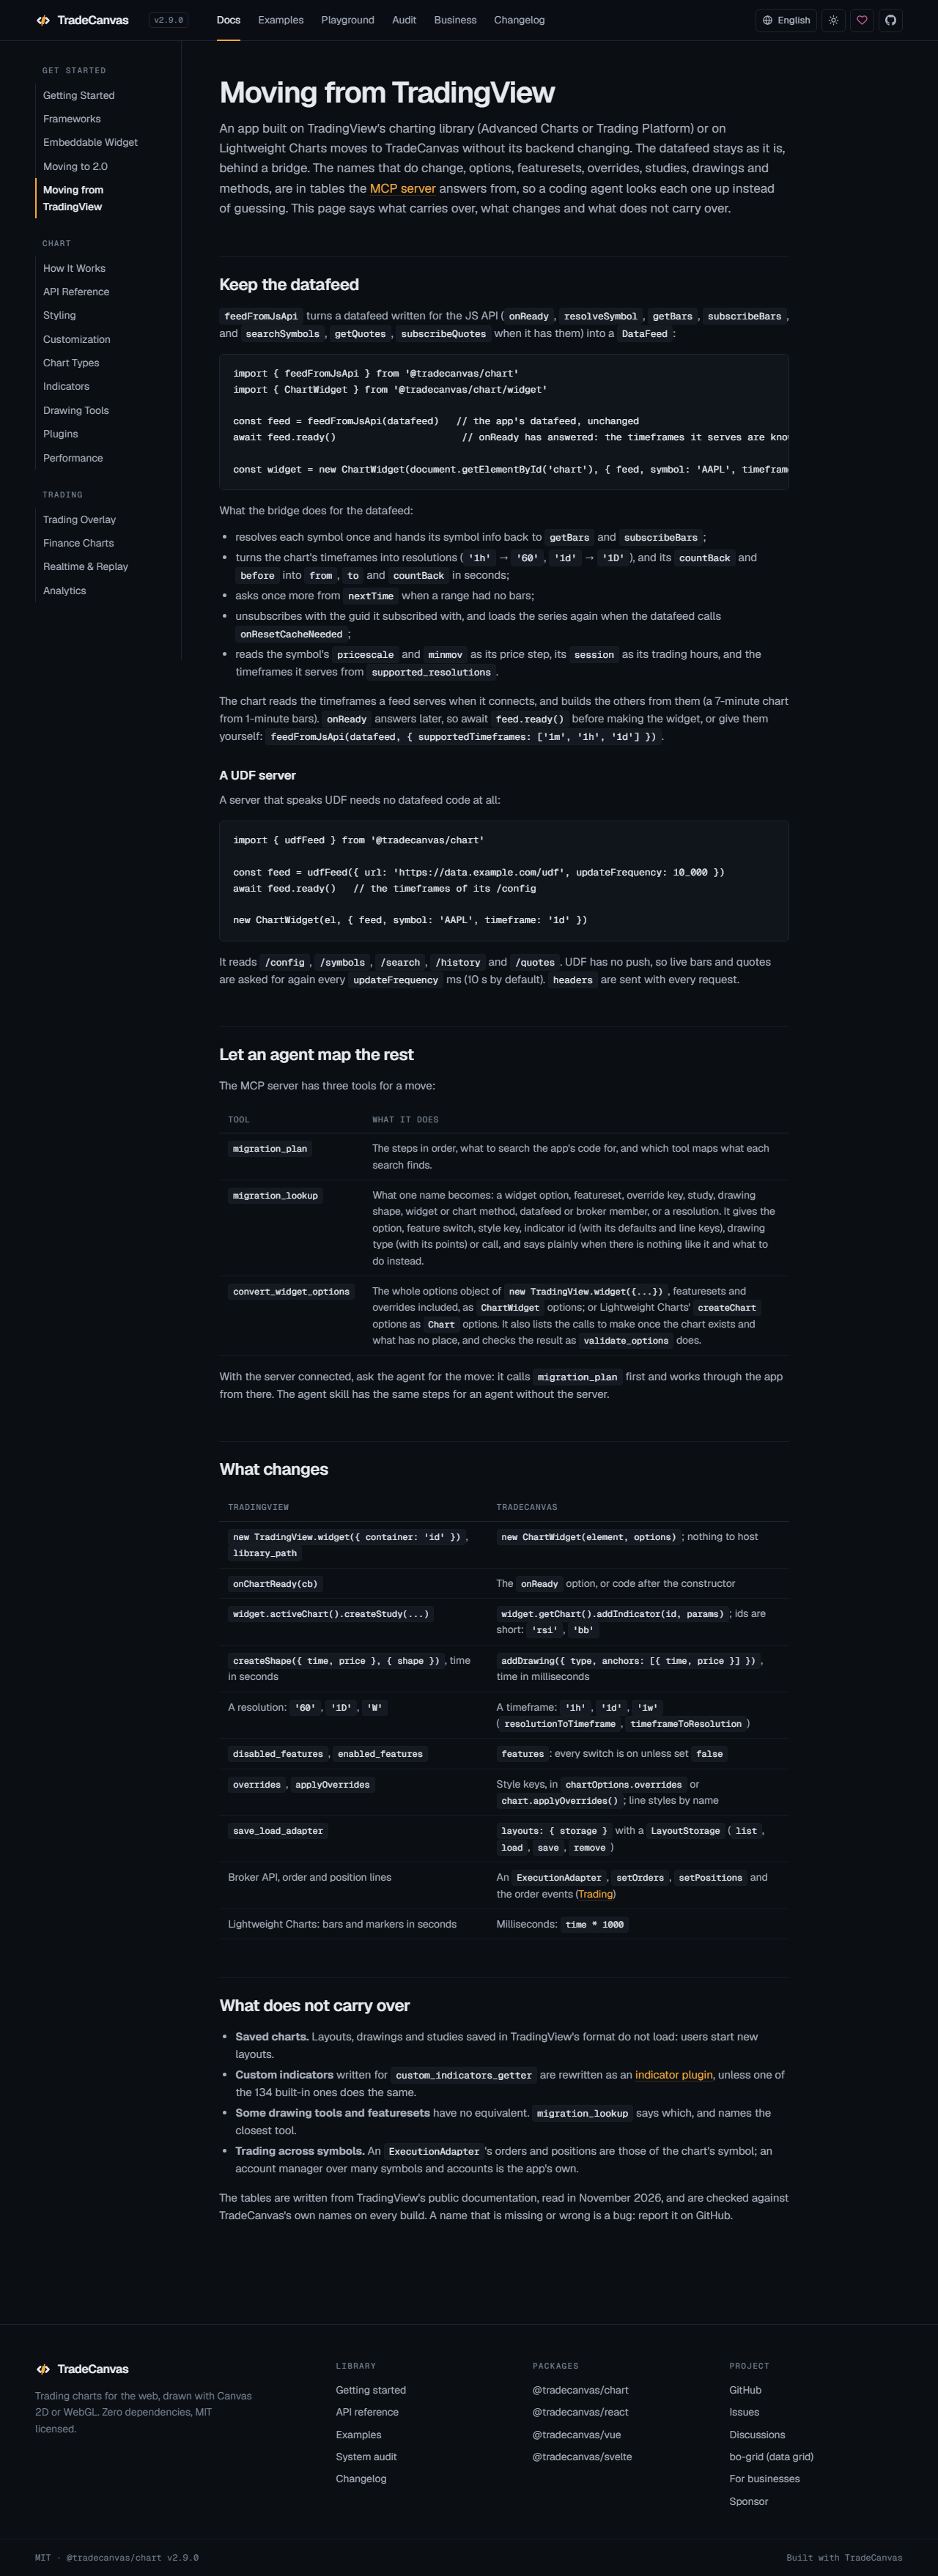 TradeCanvas v2.9.0 Docs Examples Playground Audit Business Changelog English
GET STARTED
Getting Started
Frameworks
Embeddable Widget
Moving to 2.0
Moving from
TradingView
CHART
How It Works
API Reference
Styling
Customization
Chart Types
Indicators
Drawing Tools
Plugins
Performance
TRADING
Trading Overlay
Finance Charts
Realtime & Replay
Analytics
Moving from TradingView
An app built on TradingView's charting library (Advanced Charts or Trading Platform) or on
Lightweight Charts moves to TradeCanvas without its backend changing. The datafeed stays as it is,
behind a bridge. The names that do change, options, featuresets, overrides, studies, drawings and
methods, are in tables the MCP server answers from, so a coding agent looks each one up instead
of guessing. This page says what carries over, what changes and what does not carry over.
Keep the datafeed
feedFromJsApi turns a datafeed written for the JS API ( onReady , resolveSymbol , getBars , subscribeBars ,
and searchSymbols , getQuotes , subscribeQuotes when it has them) into a DataFeed :
import { feedFromJsApi } from '@tradecanvas/chart'
import { ChartWidget } from '@tradecanvas/chart/widget'
const feed = feedFromJsApi(datafeed) // the app's datafeed, unchanged
await feed.ready() // onReady has answered: the timeframes it serves are kno
const widget = new ChartWidget(document.getElementById('chart'), { feed, symbol: 'AAPL', timeframe
What the bridge does for the datafeed:
• resolves each symbol once and hands its symbol info back to getBars and subscribeBars ;
• turns the chart's timeframes into resolutions ( '1h' → '60' , '1d' → '1D' ), and its countBack and
before into from , to and countBack in seconds;
• asks once more from nextTime when a range had no bars;
• unsubscribes with the guid it subscribed with, and loads the series again when the datafeed calls
onResetCacheNeeded ;
• reads the symbol's pricescale and minmov as its price step, its session as its trading hours, and the
timeframes it serves from supported_resolutions .
The chart reads the timeframes a feed serves when it connects, and builds the others from them (a 7-minute chart
from 1-minute bars). onReady answers later, so await feed.ready() before making the widget, or give them
yourself: feedFromJsApi(datafeed, { supportedTimeframes: ['1m', '1h', '1d'] }) .
A UDF server
A server that speaks UDF needs no datafeed code at all:
import { udfFeed } from '@tradecanvas/chart'
const feed = udfFeed({ url: 'https://data.example.com/udf', updateFrequency: 10_000 })
await feed.ready() // the timeframes of its /config
new ChartWidget(el, { feed, symbol: 'AAPL', timeframe: '1d' })
It reads /config , /symbols , /search , /history and /quotes . UDF has no push, so live bars and quotes
are asked for again every updateFrequency ms (10 s by default). headers are sent with every request.
Let an agent map the rest
The MCP server has three tools for a move:
TOOL WHAT IT DOES
migration_plan The steps in order, what to search the app's code for, and which tool maps what each
search finds.
migration_lookup What one name becomes: a widget option, featureset, override key, study, drawing
shape, widget or chart method, datafeed or broker member, or a resolution. It gives the
option, feature switch, style key, indicator id (with its defaults and line keys), drawing
type (with its points) or call, and says plainly when there is nothing like it and what to
do instead.
convert_widget_options The whole options object of new TradingView.widget({...}) , featuresets and
overrides included, as ChartWidget options; or Lightweight Charts' createChart
options as Chart options. It also lists the calls to make once the chart exists and
what has no place, and checks the result as validate_options does.
With the server connected, ask the agent for the move: it calls migration_plan first and works through the app
from there. The agent skill has the same steps for an agent without the server.
What changes
TRADINGVIEW TRADECANVAS
new TradingView.widget({ container: 'id' }) , new ChartWidget(element, options) ; nothing to host
library_path
onChartReady(cb) The onReady option, or code after the constructor
widget.activeChart().createStudy(...) widget.getChart().addIndicator(id, params) ; ids are
short: 'rsi' , 'bb'
createShape({ time, price }, { shape }) , time addDrawing({ type, anchors: [{ time, price }] }) ,
in seconds time in milliseconds
A resolution: '60' , '1D' , 'W' A timeframe: '1h' , '1d' , '1w'
( resolutionToTimeframe , timeframeToResolution )
disabled_features , enabled_features features : every switch is on unless set false
overrides , applyOverrides Style keys, in chartOptions.overrides or
chart.applyOverrides() ; line styles by name
save_load_adapter layouts: { storage } with a LayoutStorage ( list ,
load , save , remove )
Broker API, order and position lines An ExecutionAdapter , setOrders , setPositions and
the order events (Trading)
Lightweight Charts: bars and markers in seconds Milliseconds: time * 1000
What does not carry over
• Saved charts. Layouts, drawings and studies saved in TradingView's format do not load: users start new
layouts.
• Custom indicators written for custom_indicators_getter are rewritten as an indicator plugin, unless one of
the 134 built-in ones does the same.
• Some drawing tools and featuresets have no equivalent. migration_lookup says which, and names the
closest tool.
• Trading across symbols. An ExecutionAdapter 's orders and positions are those of the chart's symbol; an
account manager over many symbols and accounts is the app's own.
The tables are written from TradingView's public documentation, read in November 2026, and are checked against
TradeCanvas's own names on every build. A name that is missing or wrong is a bug: report it on GitHub.
TradeCanvas
Trading charts for the web, drawn with Canvas
2D or WebGL. Zero dependencies, MIT
licensed.
LIBRARY
Getting started
API reference
Examples
System audit
Changelog
PACKAGES
@tradecanvas/chart
@tradecanvas/react
@tradecanvas/vue
@tradecanvas/svelte
PROJECT
GitHub
Issues
Discussions
bo-grid (data grid)
For businesses
Sponsor
MIT · @tradecanvas/chart v2.9.0 Built with TradeCanvas